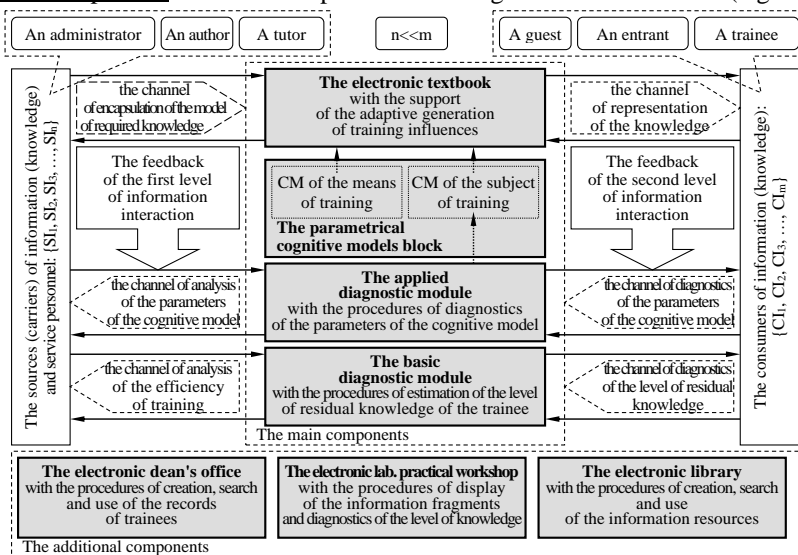 An administrator
An author
A tutor
n<<m
A guest
An entrant
A trainee
The sources (carriers) of information (knowledge)
and service personnel: {SI₁, SI₂, SI₃, …, SIₙ}
the channel
of encapsulation of the model
of required knowledge
The electronic textbook
with the support
of the adaptive generation
of training influences
the channel
of representation
of the knowledge
The feedback
of the first level
of information
interaction
CM of the means
of training
CM of the subject
of training
The parametrical
cognitive models block
The feedback
of the second level
of information
interaction
the channel of analysis
of the parameters
of the cognitive model
The applied
diagnostic module
with the procedures of diagnostics
of the parameters of the cognitive model
the channel of diagnostics
of the parameters
of the cognitive model
the channel of analysis
of the efficiency
of training
The basic
diagnostic module
with the procedures of estimation of the level
of residual knowledge of the trainee
the channel of diagnostics
of the level of residual
knowledge
The consumers of information (knowledge):
{CI₁, CI₂, CI₃, …, CIₘ}
The main components
The electronic dean's office
with the procedures of creation, search
and use of the records
of trainees
The electronic lab. practical workshop
with the procedures of display
of the information fragments
and diagnostics of the level of knowledge
The electronic library
with the procedures of creation, search
and use
of the information resources
The additional components